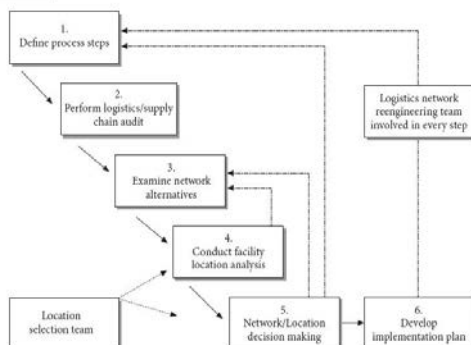 1.
Define process steps
2.
Perform logistics/supply
chain audit
Logistics network
reengineering team
involved in every step
3.
Examine network
alternatives
4.
Conduct facility
location analysis
Location
selection team
5.
Network/Location
decision making
6.
Develop
implementation plan